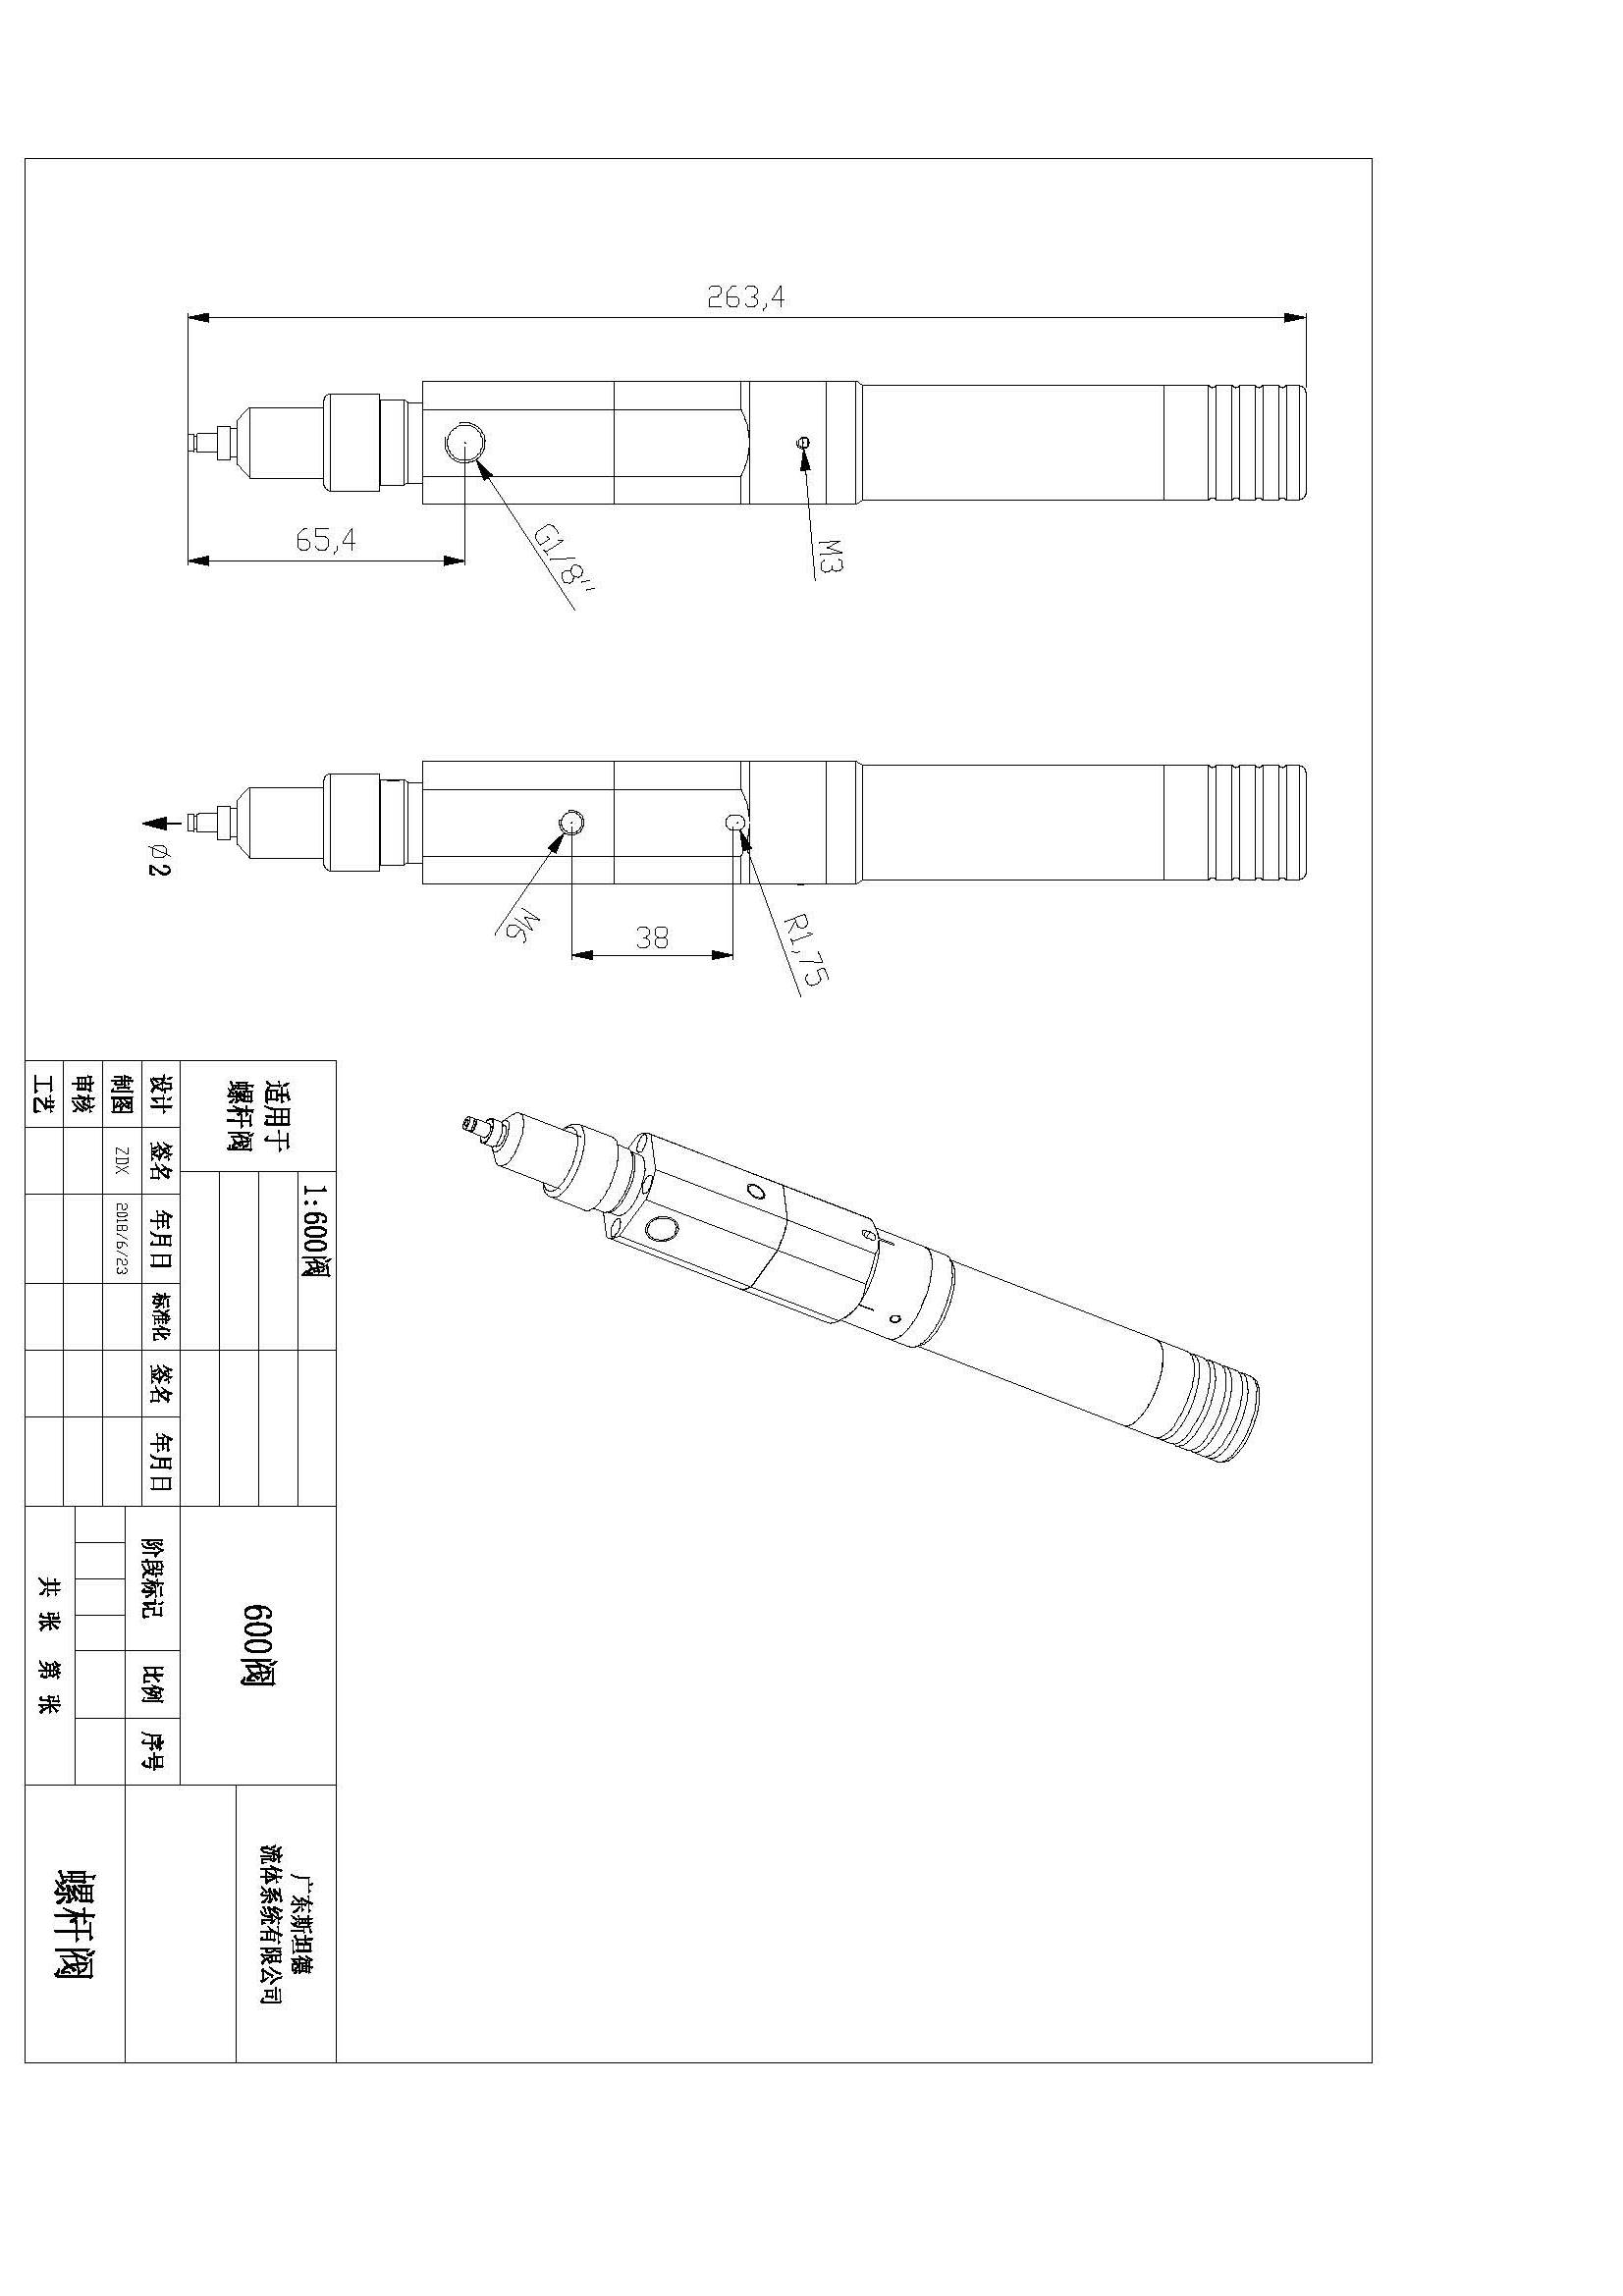 263,4
65,4
G1/8"
M3
⌀2
M6
38
R1,75
适用于
螺杆阀
1:600阀
设计
签名
年月日
标准化
签名
年月日
制图
ZDX
2018/6/23
审核
工艺
600阀
阶段标记
比例
序号
共 张 第 张
广东斯坦德
流体系统有限公司
螺杆阀